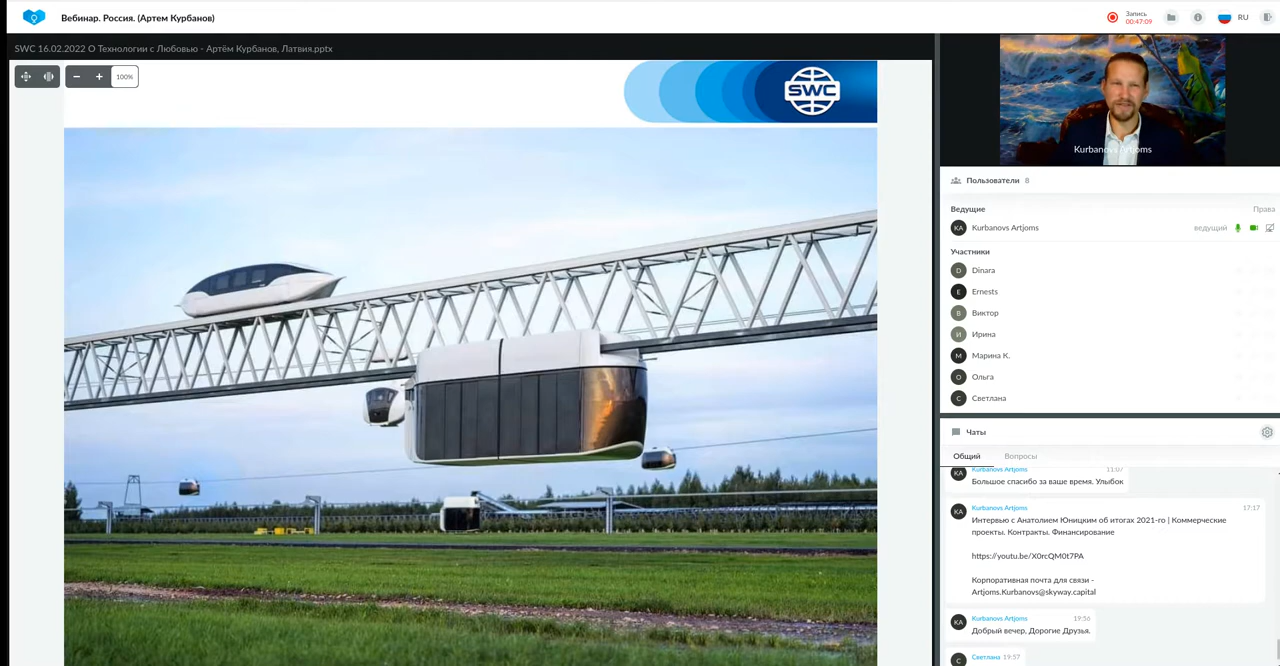 Вебинар. Россия. (Артем Курбанов)
Запись
00:47:09
RU
SWC 16.02.2022 О Технологии с Любовью - Артём Курбанов, Латвия.pptx
100%
SWC
Kurbanovs Artjoms
Пользователи 8
Ведущие Права
KA Kurbanovs Artjoms ведущий
Участники
D Dinara
E Ernests
В Виктор
И Ирина
М Марина К.
О Ольга
С Светлана
Чаты
Общий Вопросы
KA Kurbanovs Artjoms 11:07
Большое спасибо за ваше время. Улыбок
KA Kurbanovs Artjoms 17:17
Интервью с Анатолием Юницким об итогах 2021-го | Коммерческие
проекты. Контракты. Финансирование
https://youtu.be/X0rcQM0t7PA
Корпоративная почта для связи -
Artjoms.Kurbanovs@skyway.capital
KA Kurbanovs Artjoms 19:56
Добрый вечер, Дорогие Друзья.
С Светлана 19:57